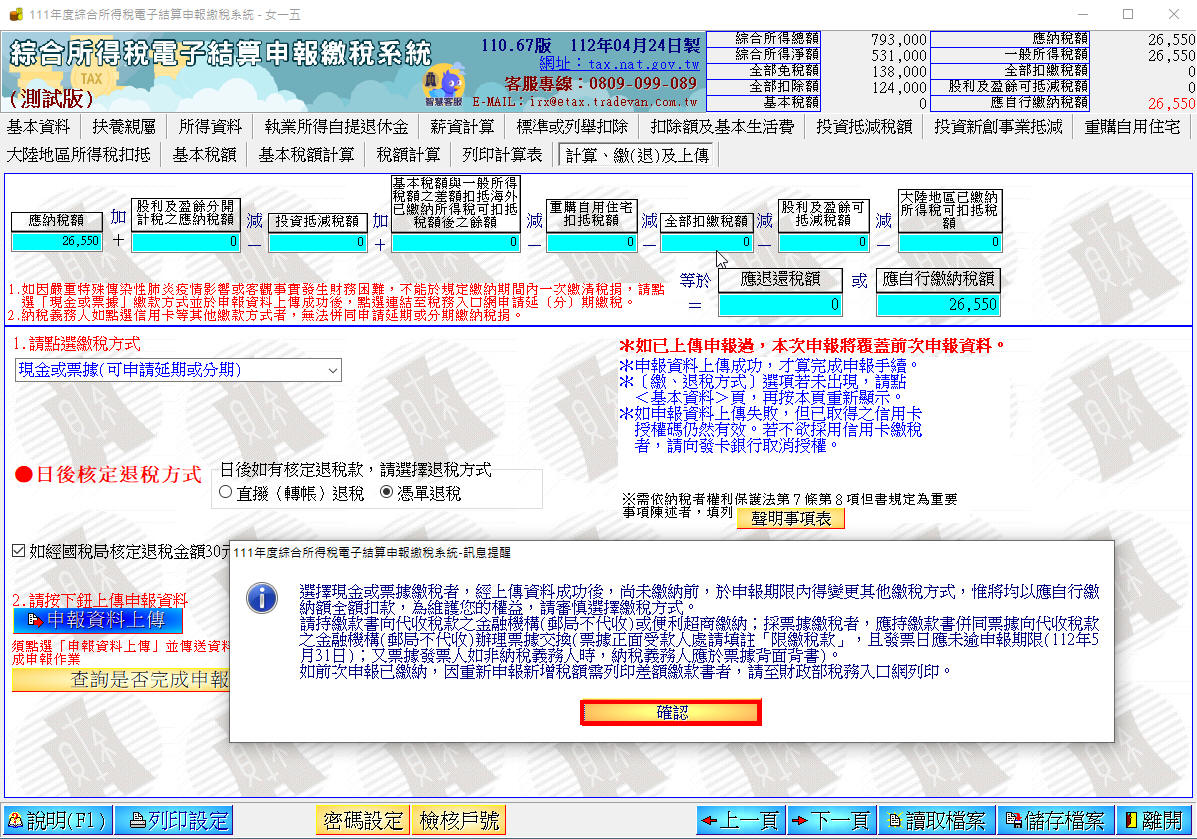 111年度綜合所得稅電子結算申報繳稅系統 - 女一五
綜合所得稅電子結算申報繳稅系統
TAX
(測試版)
智慧客服
110.67版 112年04月24日製
網址：tax.nat.gov.tw
客服專線：0809-099-089
E-MAIL：irx@etax.tradevan.com.tw
綜合所得總額 793,000 應納稅額 26,550
綜合所得淨額 531,000 一般所得稅額 26,550
全部免稅額 138,000 全部扣繳稅額 0
全部扣除額 124,000 股利及盈餘可抵減稅額 0
基本稅額 0 應自行繳納稅額 26,550
基本資料 扶養親屬 所得資料 執業所得自提退休金 薪資計算 標準或列舉扣除 扣除額及基本生活費 投資抵減稅額 投資新創事業抵減 重購自用住宅
大陸地區所得稅扣抵 基本稅額 基本稅額計算 稅額計算 列印計算表 計算、繳(退)及上傳
應納稅額
26,550
加
＋
股利及盈餘分開
計稅之應納稅額
0
減
－
投資抵減稅額
0
加
＋
基本稅額與一般所得
稅額之差額扣抵海外
已繳納所得稅可扣抵
稅額後之餘額
0
減
－
重購自用住宅
扣抵稅額
0
減
－
全部扣繳稅額
0
減
－
股利及盈餘可
抵減稅額
0
減
－
大陸地區已繳納
所得稅可扣抵稅
額
0
1.如因嚴重特殊傳染性肺炎疫情影響或客觀事實發生財務困難，不能於規定繳納期間內一次繳清稅捐，請點
選「現金或票據」繳款方式並於申報資料上傳成功後，點選連結至稅務入口網申請延（分）期繳稅。
2.納稅義務人如點選信用卡等其他繳款方式者，無法併同申請延期或分期繳納稅捐。
等於
＝
應退還稅額
0
或
應自行繳納稅額
26,550
1.請點選繳稅方式
現金或票據(可申請延期或分期)
＊如已上傳申報過，本次申報將覆蓋前次申報資料。
＊申報資料上傳成功，才算完成申報手續。
＊〔繳、退稅方式〕選項若未出現，請點
＜基本資料＞頁，再按本頁重新顯示。
＊如申報資料上傳失敗，但已取得之信用卡
授權碼仍然有效。若不欲採用信用卡繳稅
者，請向發卡銀行取消授權。
●日後核定退稅方式
日後如有核定退稅款，請選擇退稅方式
直撥（轉帳）退稅 憑單退稅
※需依納稅者權利保護法第７條第８項但書規定為重要
事項陳述者，填列 聲明事項表
如經國稅局核定退稅金額30元
2.請按下鈕上傳申報資料
申報資料上傳
須點選「申報資料上傳」並傳送資料
成申報作業
查詢是否完成申報
111年度綜合所得稅電子結算申報繳稅系統-訊息提醒
選擇現金或票據繳稅者，經上傳資料成功後，尚未繳納前，於申報期限內得變更其他繳稅方式，惟將均以應自行繳
納稅額全額扣款，為維護您的權益，請審慎選擇繳稅方式。
請持繳款書向代收稅款之金融機構(郵局不代收)或便利超商繳納；採票據繳稅者，應持繳款書併同票據向代收稅款
之金融機構(郵局不代收)辦理票據交換(票據正面受款人處請填註「限繳稅款」，且發票日應未逾申報期限(112年5
月31日)；又票據發票人如非納稅義務人時，納稅義務人應於票據背面背書)。
如前次申報已繳納，因重新申報新增稅額需列印差額繳款書者，請至財政部稅務入口網列印。
確認
說明(F1) 列印設定 密碼設定 檢核戶號 上一頁 下一頁 讀取檔案 儲存檔案 離開